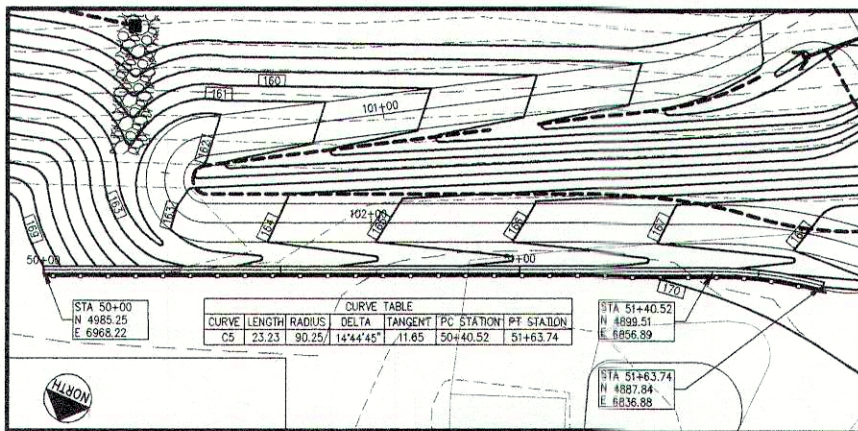 160
161
101+00
162
163
163
102+00
164
165
166
167
168
169
50+00
51+00
170
STA 50+00
N 4985.25
E 6968.22
CURVE TABLE
CURVE LENGTH RADIUS DELTA TANGENT PC STATION PT STATION
C5 23.23 90.25' 14°44'45" 11.65 50+40.52 51+63.74
STA 51+40.52
N 4899.51
E 6856.89
STA 51+63.74
N 4887.84
E 6836.88
NORTH